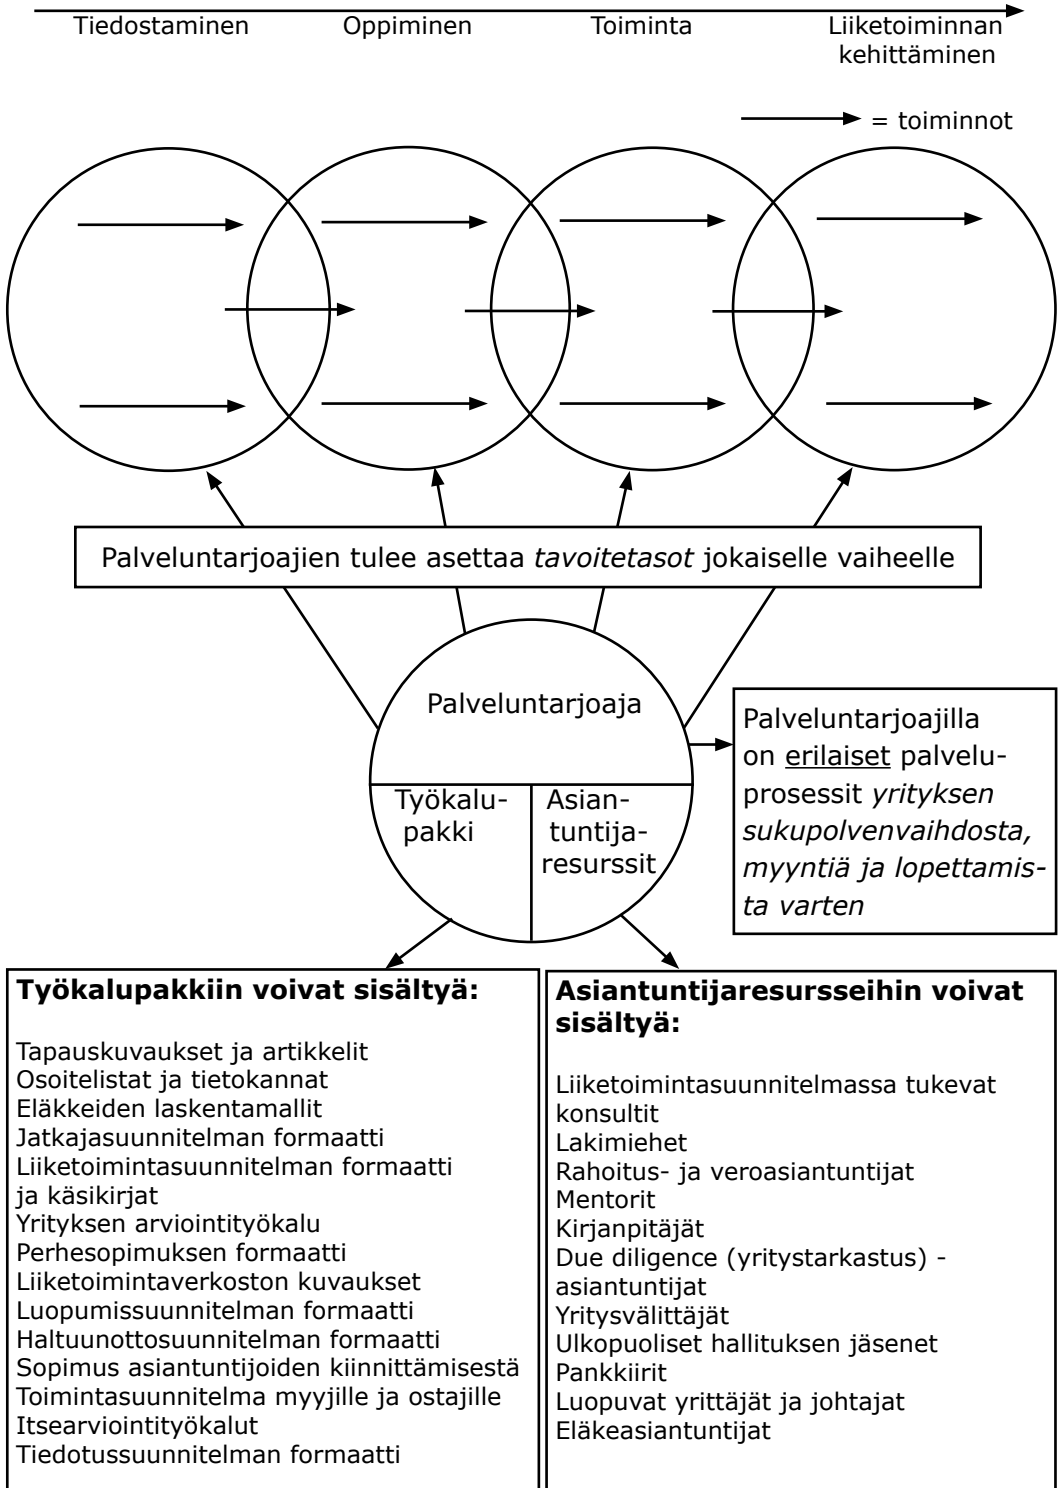 Tiedostaminen
Oppiminen
Toiminta
Liiketoiminnan
kehittäminen
= toiminnot
Palveluntarjoajien tulee asettaa tavoitetasot jokaiselle vaiheelle
Palveluntarjoaja
Työkalu-
pakki
Asian-
tuntija-
resurssit
Palveluntarjoajilla
on erilaiset palvelu-
prosessit yrityksen
sukupolvenvaihdosta,
myyntiä ja lopettamis-
ta varten
Työkalupakkiin voivat sisältyä:
Tapauskuvaukset ja artikkelit
Osoitelistat ja tietokannat
Eläkkeiden laskentamallit
Jatkajasuunnitelman formaatti
Liiketoimintasuunnitelman formaatti
ja käsikirjat
Yrityksen arviointityökalu
Perhesopimuksen formaatti
Liiketoimintaverkoston kuvaukset
Luopumissuunnitelman formaatti
Haltuunottosuunnitelman formaatti
Sopimus asiantuntijoiden kiinnittämisestä
Toimintasuunnitelma myyjille ja ostajille
Itsearviointityökalut
Tiedotussuunnitelman formaatti
Asiantuntijaresursseihin voivat
sisältyä:
Liiketoimintasuunnitelmassa tukevat
konsultit
Lakimiehet
Rahoitus- ja veroasiantuntijat
Mentorit
Kirjanpitäjät
Due diligence (yritystarkastus) -
asiantuntijat
Yritysvälittäjät
Ulkopuoliset hallituksen jäsenet
Pankkiirit
Luopuvat yrittäjät ja johtajat
Eläkeasiantuntijat